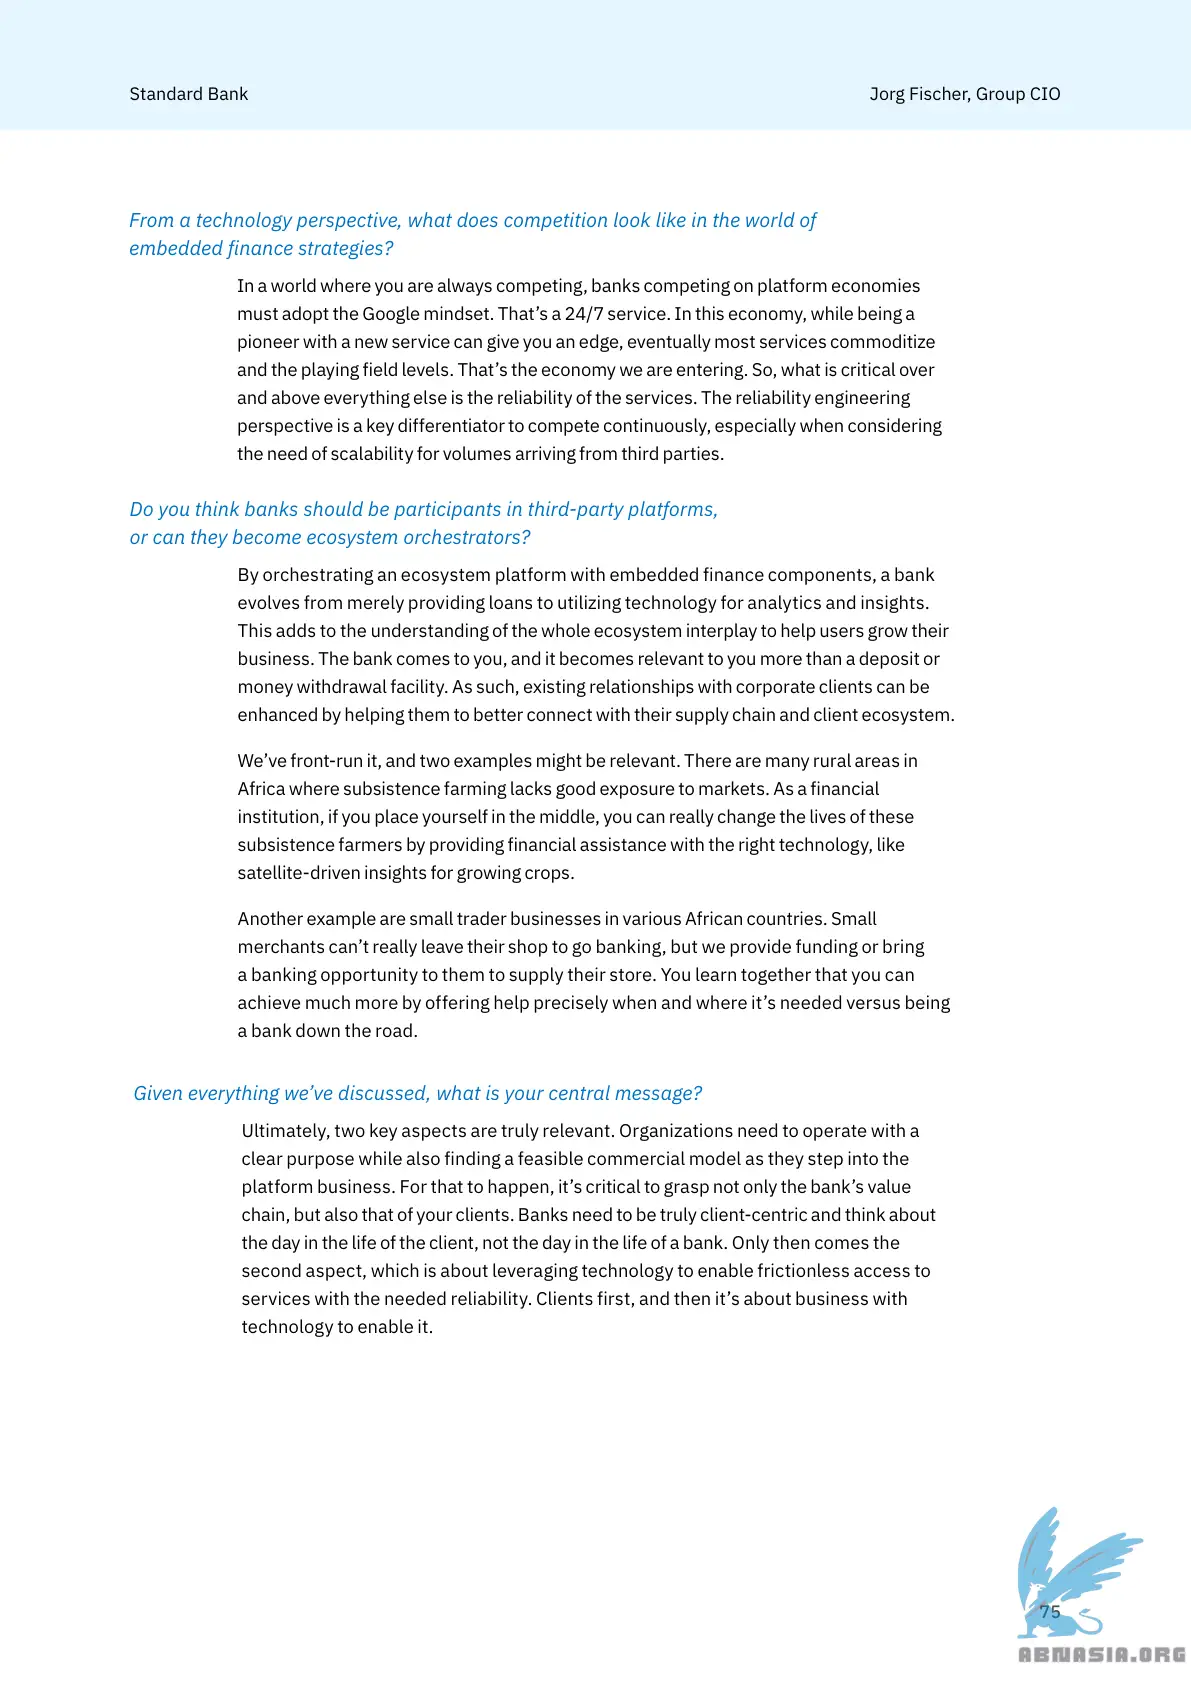 Standard Bank
Jorg Fischer, Group CIO
From a technology perspective, what does competition look like in the world of
embedded finance strategies?
In a world where you are always competing, banks competing on platform economies
must adopt the Google mindset. That’s a 24/7 service. In this economy, while being a
pioneer with a new service can give you an edge, eventually most services commoditize
and the playing field levels. That’s the economy we are entering. So, what is critical over
and above everything else is the reliability of the services. The reliability engineering
perspective is a key differentiator to compete continuously, especially when considering
the need of scalability for volumes arriving from third parties.
Do you think banks should be participants in third-party platforms,
or can they become ecosystem orchestrators?
By orchestrating an ecosystem platform with embedded finance components, a bank
evolves from merely providing loans to utilizing technology for analytics and insights.
This adds to the understanding of the whole ecosystem interplay to help users grow their
business. The bank comes to you, and it becomes relevant to you more than a deposit or
money withdrawal facility. As such, existing relationships with corporate clients can be
enhanced by helping them to better connect with their supply chain and client ecosystem.
We’ve front-run it, and two examples might be relevant. There are many rural areas in
Africa where subsistence farming lacks good exposure to markets. As a financial
institution, if you place yourself in the middle, you can really change the lives of these
subsistence farmers by providing financial assistance with the right technology, like
satellite-driven insights for growing crops.
Another example are small trader businesses in various African countries. Small
merchants can’t really leave their shop to go banking, but we provide funding or bring
a banking opportunity to them to supply their store. You learn together that you can
achieve much more by offering help precisely when and where it’s needed versus being
a bank down the road.
Given everything we’ve discussed, what is your central message?
Ultimately, two key aspects are truly relevant. Organizations need to operate with a
clear purpose while also finding a feasible commercial model as they step into the
platform business. For that to happen, it’s critical to grasp not only the bank’s value
chain, but also that of your clients. Banks need to be truly client-centric and think about
the day in the life of the client, not the day in the life of a bank. Only then comes the
second aspect, which is about leveraging technology to enable frictionless access to
services with the needed reliability. Clients first, and then it’s about business with
technology to enable it.
75
ABNASIA.ORG